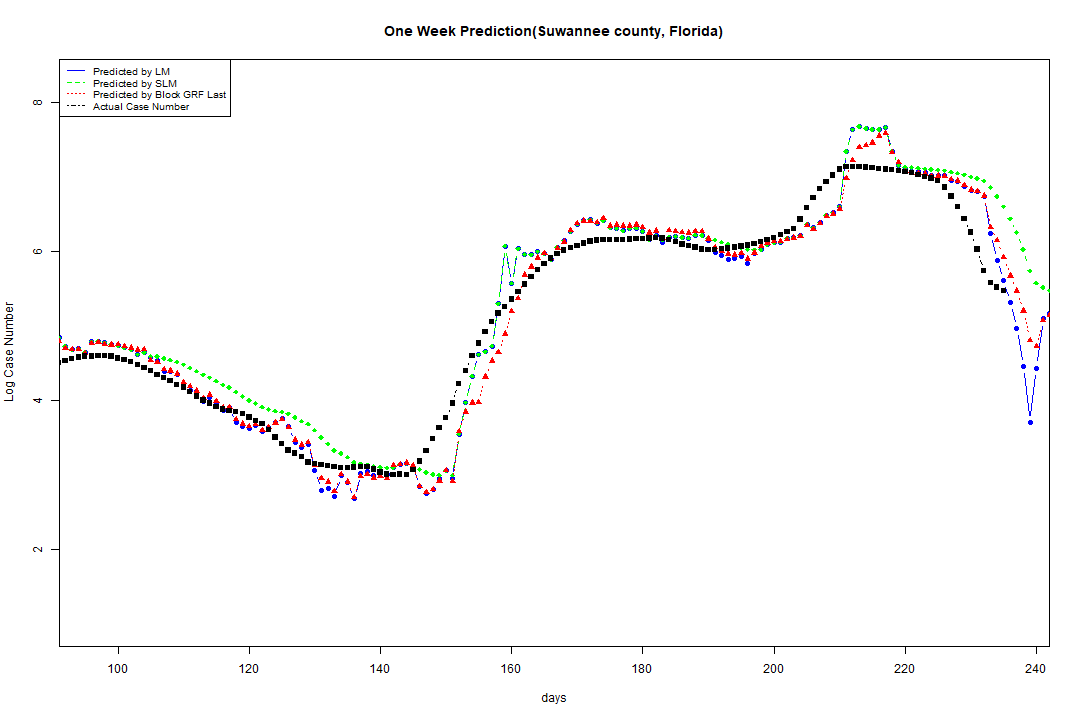 One Week Prediction(Suwannee county, Florida)
Predicted by LM
Predicted by SLM
Predicted by Block GRF Last
Actual Case Number
8
6
4
2
Log Case Number
100 120 140 160 180 200 220 240
days